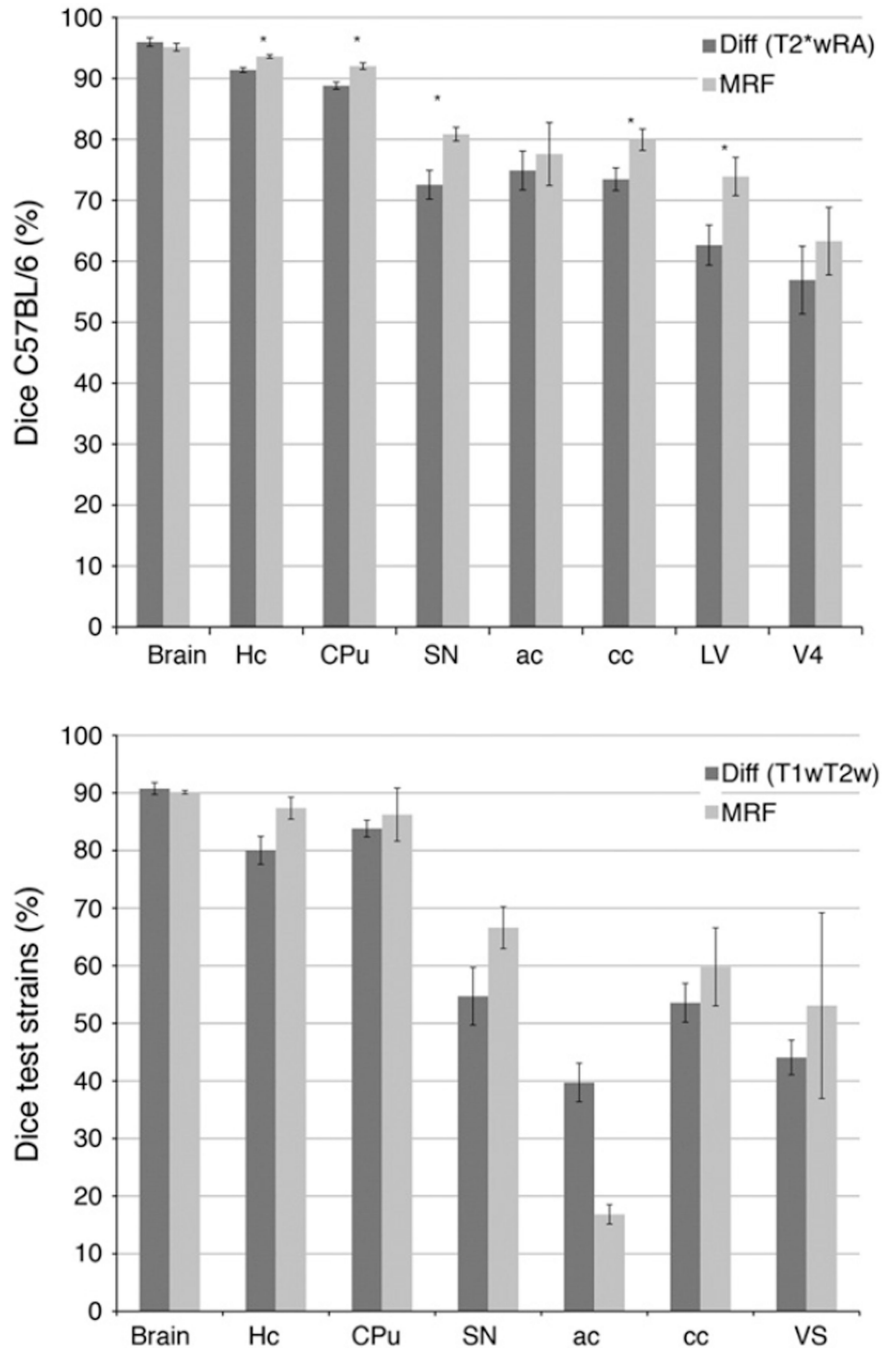 Dice C57BL/6 (%)
100
90
80
70
60
50
40
30
20
10
0
Diff (T2*wRA)
MRF
* * * * *
Brain Hc CPu SN ac cc LV V4
Dice test strains (%)
100
90
80
70
60
50
40
30
20
10
0
Diff (T1wT2w)
MRF
Brain Hc CPu SN ac cc VS